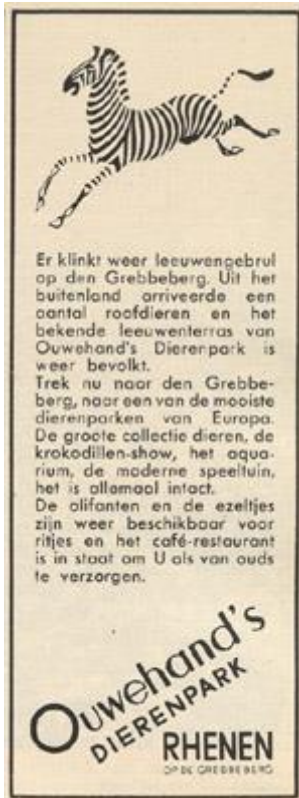 Er klinkt weer leeuwengebrul
op den Grebbeberg. Uit het
buitenland arriveerde een
aantal roofdieren en het
bekende leeuwenterras van
Ouwehand's Dierenpark is
weer bevolkt.
Trek nu naar den Grebbe-
berg, naar een van de mooiste
dierenparken van Europa.
De groote collectie dieren, de
krokodillen-show, het aqua-
rium, de moderne speeltuin,
het is allemaal intact.
De olifanten en de ezeltjes
zijn weer beschikbaar voor
ritjes en het café-restaurant
is in staat om U als van ouds
te verzorgen.
Ouwehand's
DIERENPARK
RHENEN
OP DE GREBBEBERG